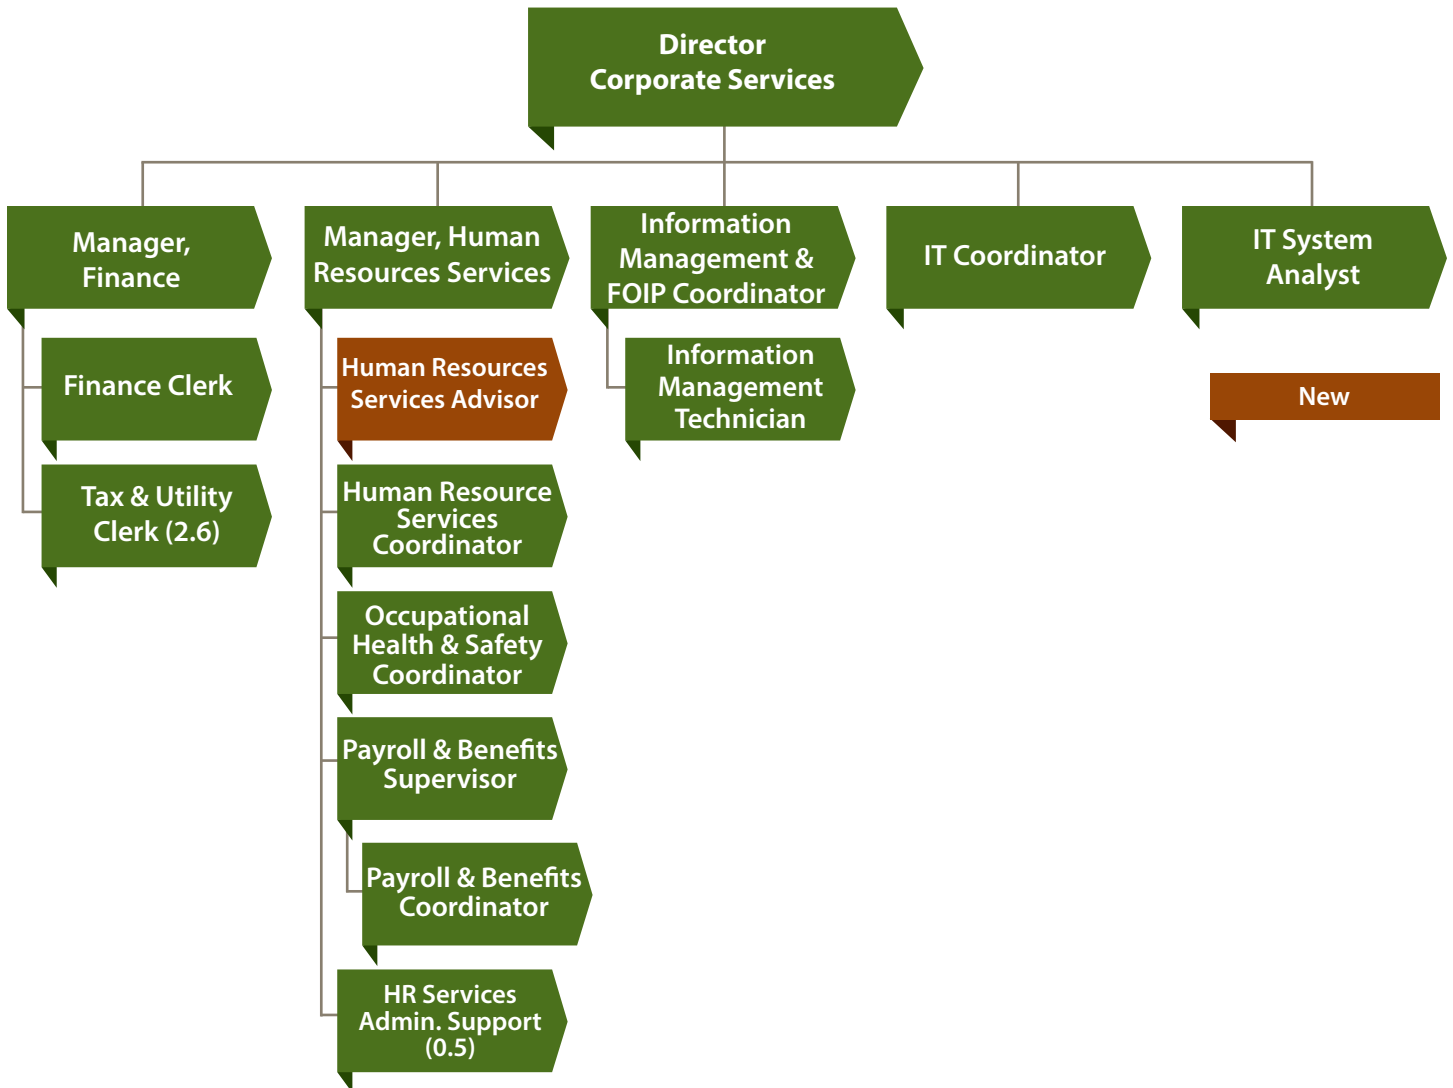 Director
Corporate Services
Manager,
Finance
Finance Clerk
Tax & Utility
Clerk (2.6)
Manager, Human
Resources Services
Human Resources
Services Advisor
Human Resource
Services
Coordinator
Occupational
Health & Safety
Coordinator
Payroll & Benefits
Supervisor
Payroll & Benefits
Coordinator
HR Services
Admin. Support
(0.5)
Information
Management &
FOIP Coordinator
Information
Management
Technician
IT Coordinator
IT System
Analyst
New